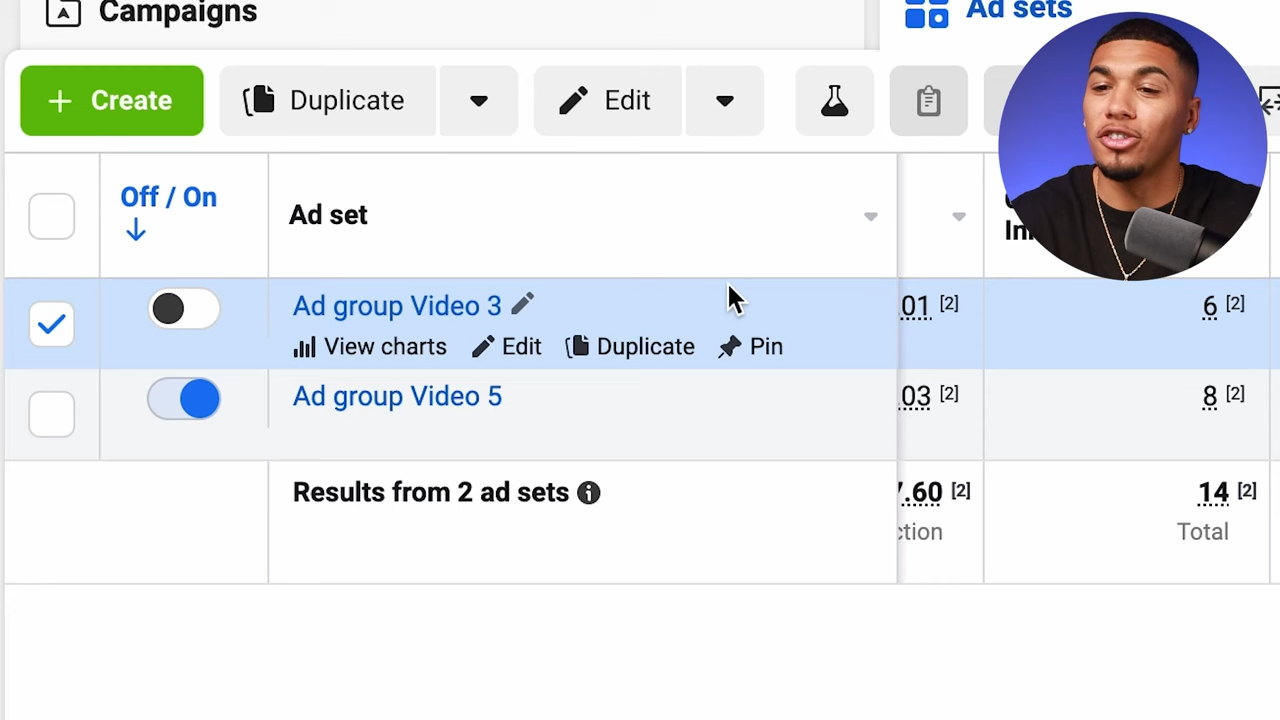 Campaigns
Ad sets
+ Create
Duplicate
Edit
Off / On
Ad set
Ad group Video 3
.01 [2]
6 [2]
View charts
Edit
Duplicate
Pin
Ad group Video 5
.03 [2]
8 [2]
Results from 2 ad sets
7.60 [2]
14 [2]
Total